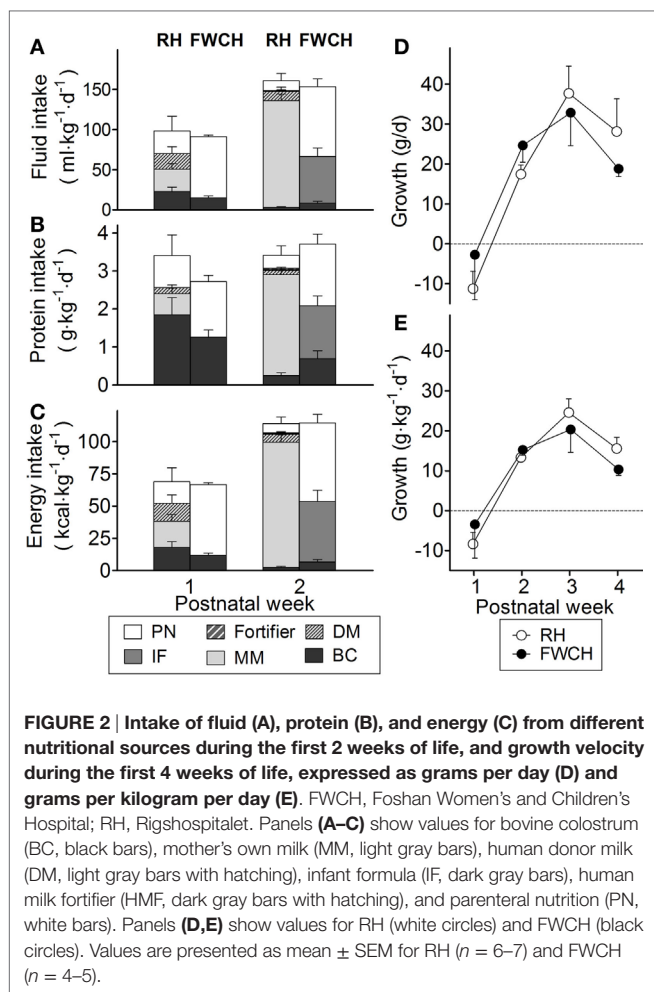 A
RH FWCH RH FWCH
Fluid intake
( ml·kg⁻¹·d⁻¹ )
150
100
50
0
B
Protein intake
( g·kg⁻¹·d⁻¹ )
4
3
2
1
0
C
Energy intake
( kcal·kg⁻¹·d⁻¹ )
100
75
50
25
0
1 2
Postnatal week
PN Fortifier DM
IF MM BC
D
Growth (g/d)
40
30
20
10
0
-10
E
Growth (g·kg⁻¹·d⁻¹)
40
30
20
10
0
-10
1 2 3 4
Postnatal week
RH
FWCH
FIGURE 2 | Intake of fluid (A), protein (B), and energy (C) from different
nutritional sources during the first 2 weeks of life, and growth velocity
during the first 4 weeks of life, expressed as grams per day (D) and
grams per kilogram per day (E). FWCH, Foshan Women's and Children's
Hospital; RH, Rigshospitalet. Panels (A–C) show values for bovine colostrum
(BC, black bars), mother's own milk (MM, light gray bars), human donor milk
(DM, light gray bars with hatching), infant formula (IF, dark gray bars), human
milk fortifier (HMF, dark gray bars with hatching), and parenteral nutrition (PN,
white bars). Panels (D,E) show values for RH (white circles) and FWCH (black
circles). Values are presented as mean ± SEM for RH (n = 6–7) and FWCH
(n = 4–5).